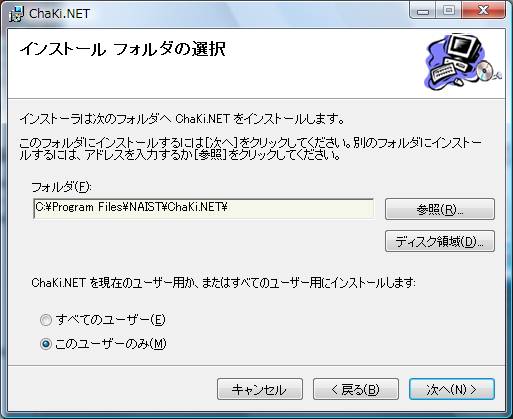 ChaKi.NET
インストール フォルダの選択
インストーラは次のフォルダへ ChaKi.NET をインストールします。
このフォルダにインストールするには[次へ]をクリックしてください。別のフォルダにインストー
ルするには、アドレスを入力するか[参照]をクリックしてください。
フォルダ(F):
C:¥Program Files¥NAIST¥ChaKi.NET¥
参照(R)...
ディスク領域(D)...
ChaKi.NET を現在のユーザー用か、またはすべてのユーザー用にインストールします:
すべてのユーザー(E)
このユーザーのみ(M)
キャンセル
< 戻る(B)
次へ(N) >